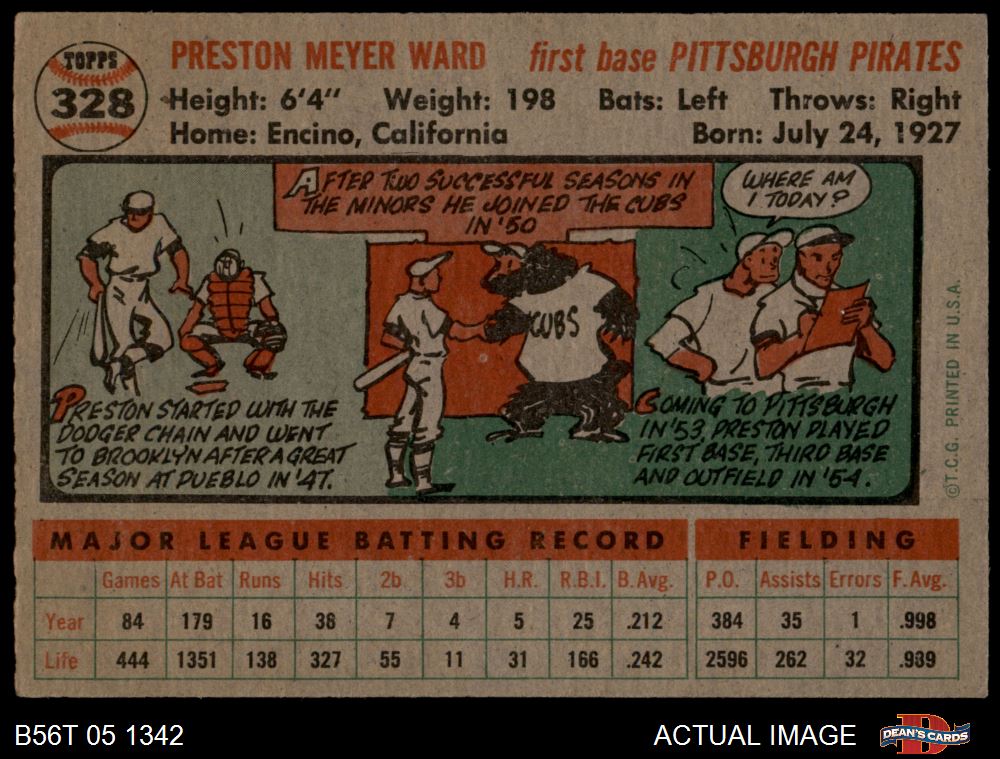 TOPPS
328
PRESTON MEYER WARD first base PITTSBURGH PIRATES
Height: 6'4" Weight: 198 Bats: Left Throws: Right
Home: Encino, California Born: July 24, 1927
AFTER TWO SUCCESSFUL SEASONS IN
THE MINORS HE JOINED THE CUBS
IN '50
WHERE AM
I TODAY?
CUBS
PRESTON STARTED WITH THE
DODGER CHAIN AND WENT
TO BROOKLYN AFTER A GREAT
SEASON AT PUEBLO IN '47.
COMING TO PITTSBURGH
IN '53, PRESTON PLAYED
FIRST BASE, THIRD BASE
AND OUTFIELD IN '54.
©T.C.G. PRINTED IN U.S.A.
MAJOR LEAGUE BATTING RECORD FIELDING
Games At Bat Runs Hits 2b 3b H.R. R.B.I. B.Avg. P.O. Assists Errors F.Avg.
Year 84 179 16 38 7 4 5 25 .212 384 35 1 .998
Life 444 1351 138 327 55 11 31 166 .242 2596 262 32 .989
B56T 05 1342 ACTUAL IMAGE DEAN'S CARDS